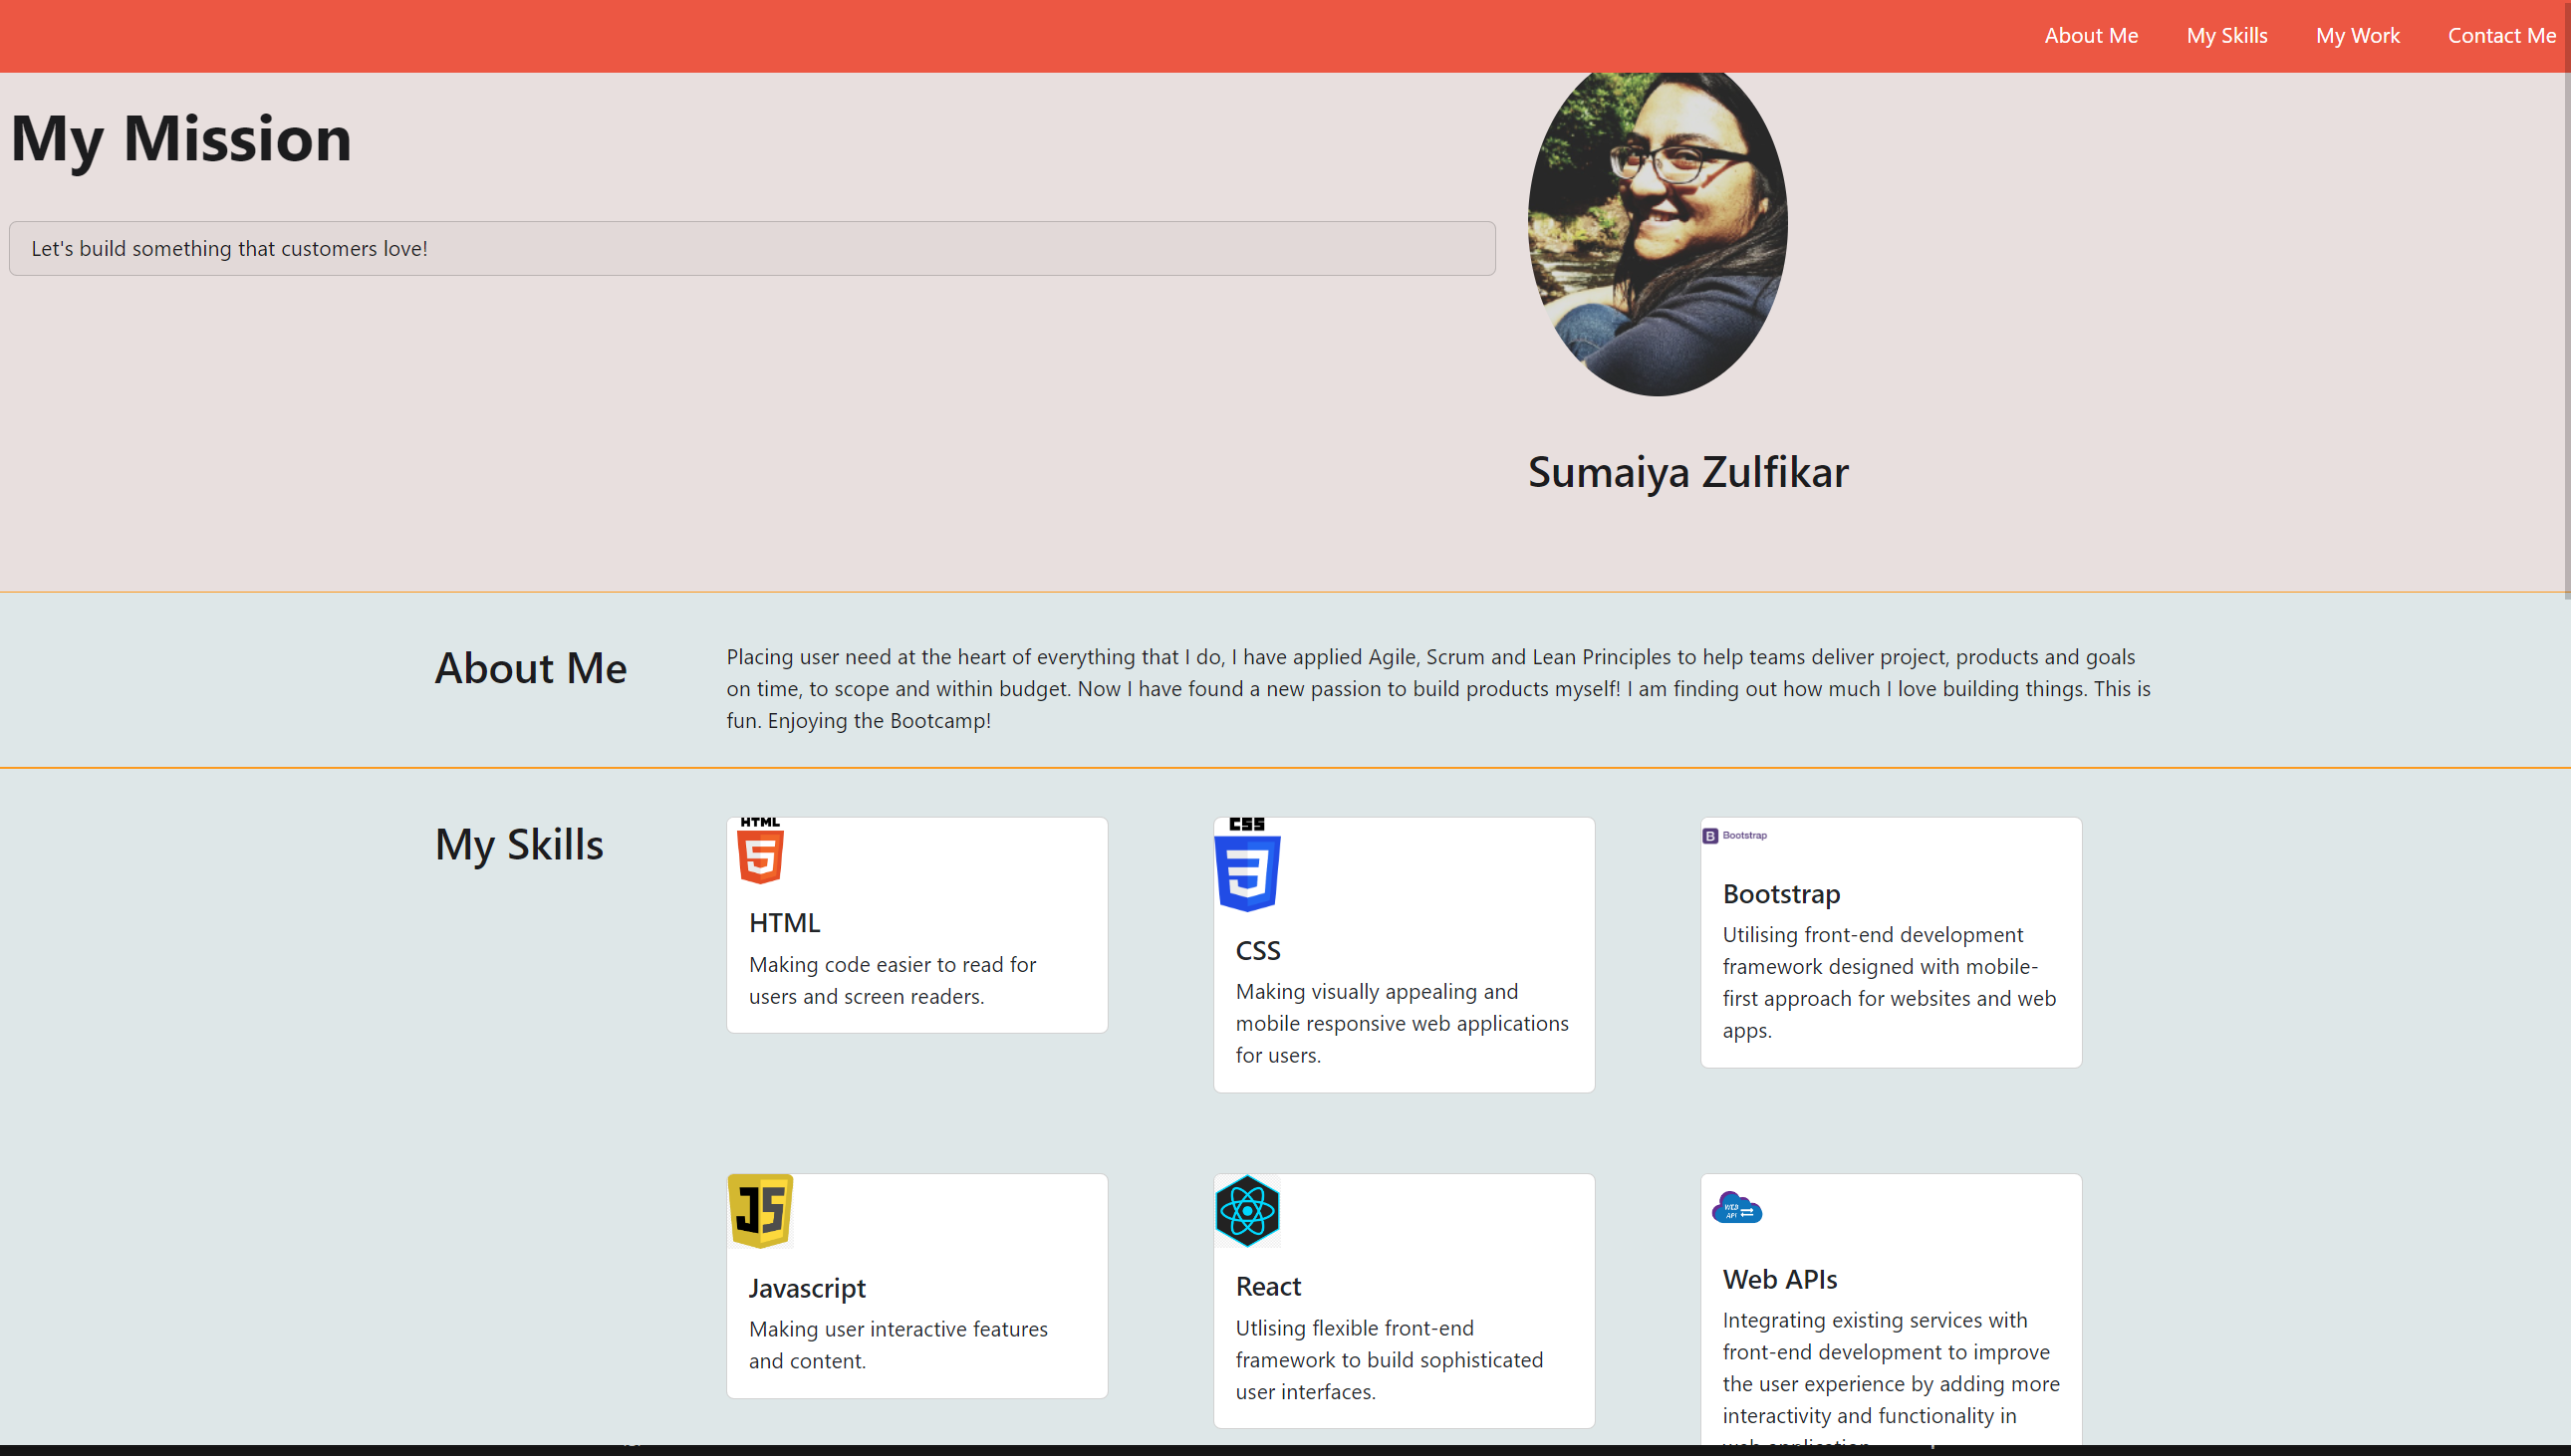 About Me My Skills My Work Contact Me
My Mission
Let's build something that customers love!
Sumaiya Zulfikar
About Me
Placing user need at the heart of everything that I do, I have applied Agile, Scrum and Lean Principles to help teams deliver project, products and goals
on time, to scope and within budget. Now I have found a new passion to build products myself! I am finding out how much I love building things. This is
fun. Enjoying the Bootcamp!
My Skills
HTML
5
HTML
Making code easier to read for
users and screen readers.
CSS
3
CSS
Making visually appealing and
mobile responsive web applications
for users.
B Bootstrap
Bootstrap
Utilising front-end development
framework designed with mobile-
first approach for websites and web
apps.
JS
Javascript
Making user interactive features
and content.
React
Utlising flexible front-end
framework to build sophisticated
user interfaces.
WEB
API
Web APIs
Integrating existing services with
front-end development to improve
the user experience by adding more
interactivity and functionality in